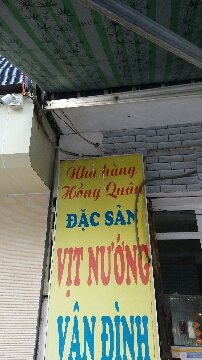 Nhà hàng
Hồng Quân
ĐẶC SẢN
VỊT NƯỚNG
VÂN ĐÌNH